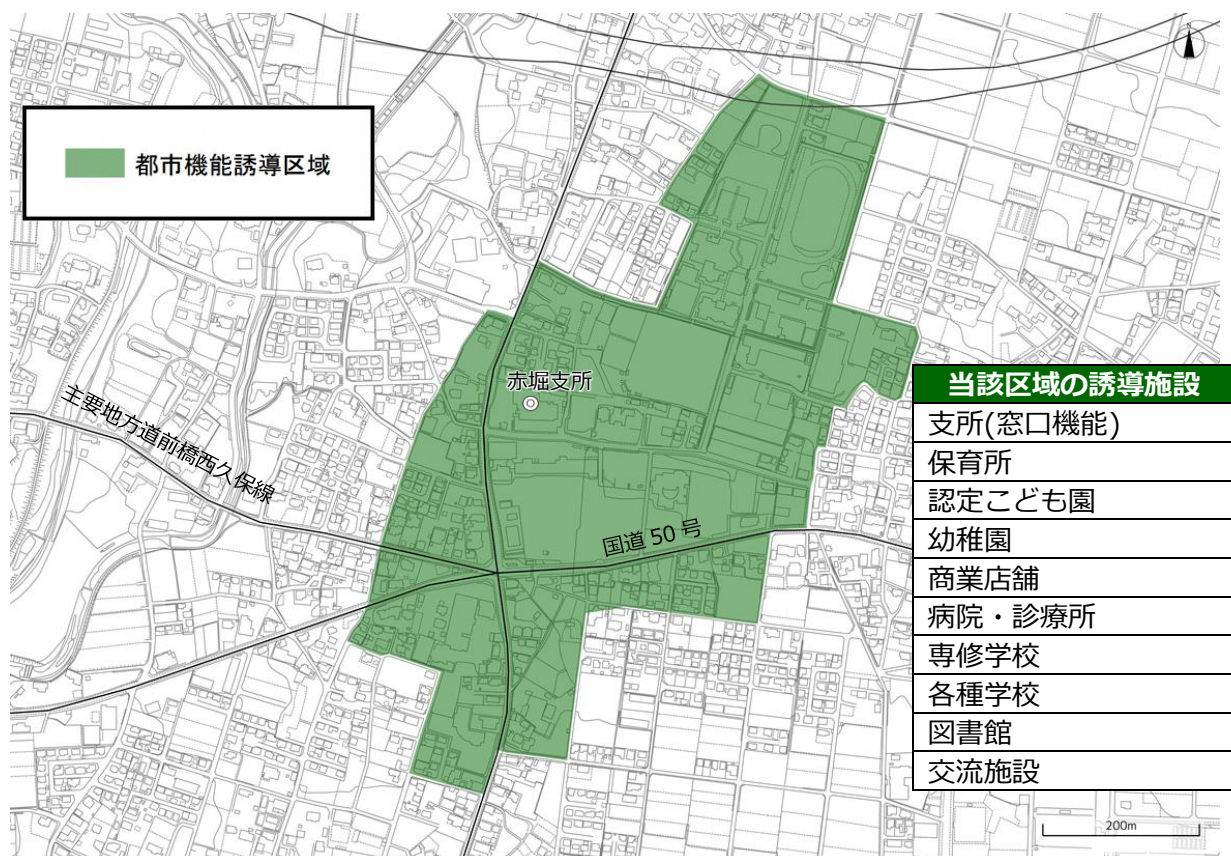 都市機能誘導区域
赤堀支所
主要地方道前橋西久保線
国道50号
当該区域の誘導施設
支所(窓口機能)
保育所
認定こども園
幼稚園
商業店舗
病院・診療所
専修学校
各種学校
図書館
交流施設
200m